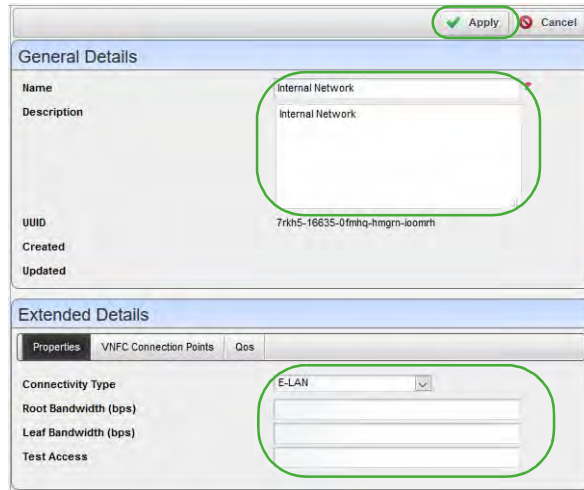 Apply Cancel
General Details
Name Internal Network *
Description Internal Network
UUID 7rkh5-16635-0fmhq-hmgrn-ioomrh
Created
Updated
Extended Details
Properties VNFC Connection Points Qos
Connectivity Type E-LAN
Root Bandwidth (bps)
Leaf Bandwidth (bps)
Test Access